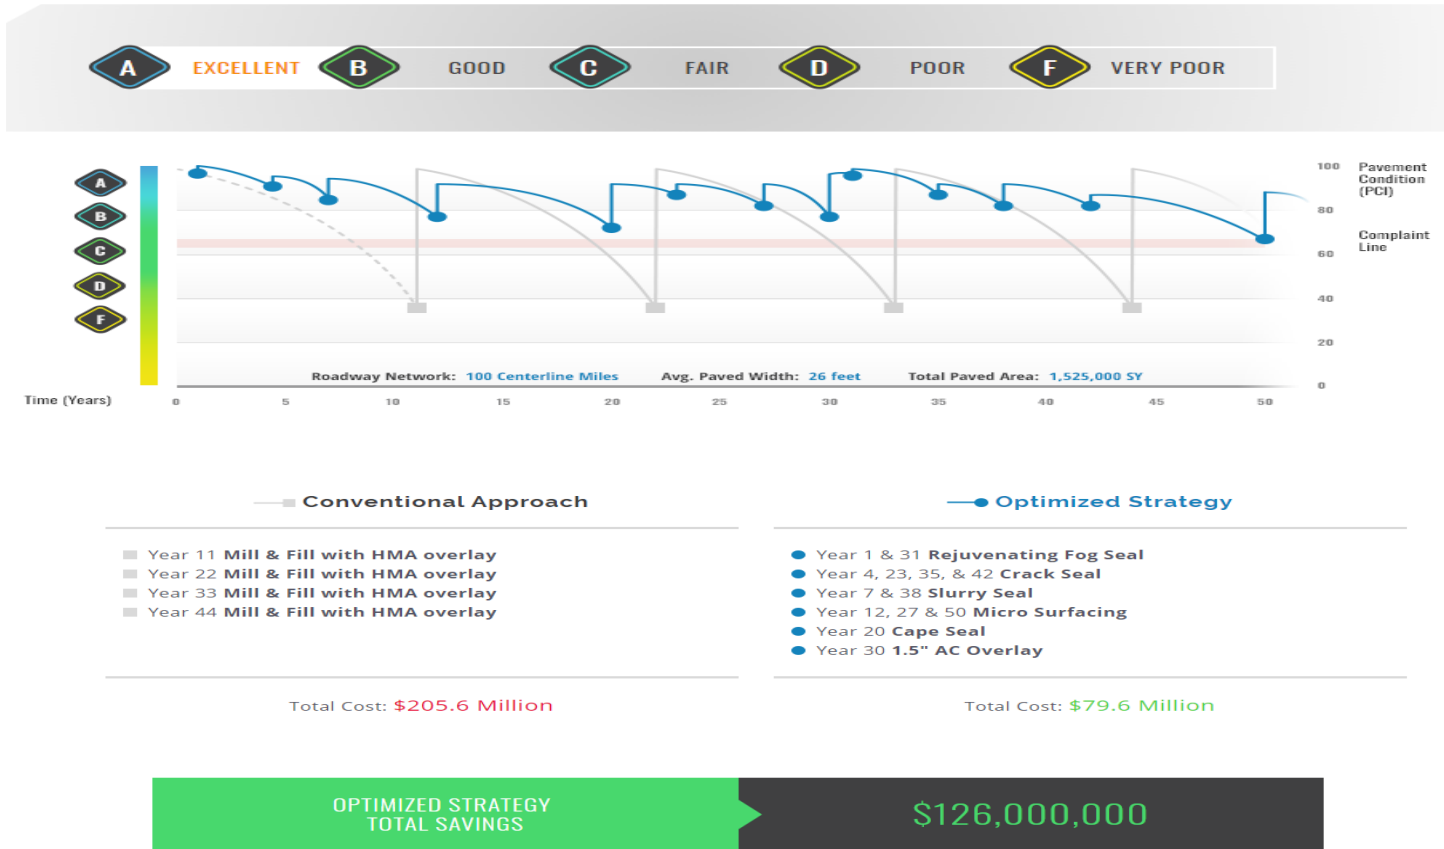 A EXCELLENT B GOOD C FAIR D POOR F VERY POOR
100 Pavement
Condition
(PCI)
A
B
80
Complaint
Line
C
60
D
40
F
20
Roadway Network: 100 Centerline Miles Avg. Paved Width: 26 feet Total Paved Area: 1,525,000 SY
0
Time (Years) 0 5 10 15 20 25 30 35 40 45 50
Conventional Approach
Year 11 Mill & Fill with HMA overlay
Year 22 Mill & Fill with HMA overlay
Year 33 Mill & Fill with HMA overlay
Year 44 Mill & Fill with HMA overlay
Total Cost: $205.6 Million
Optimized Strategy
Year 1 & 31 Rejuvenating Fog Seal
Year 4, 23, 35, & 42 Crack Seal
Year 7 & 38 Slurry Seal
Year 12, 27 & 50 Micro Surfacing
Year 20 Cape Seal
Year 30 1.5" AC Overlay
Total Cost: $79.6 Million
OPTIMIZED STRATEGY
TOTAL SAVINGS
$126,000,000